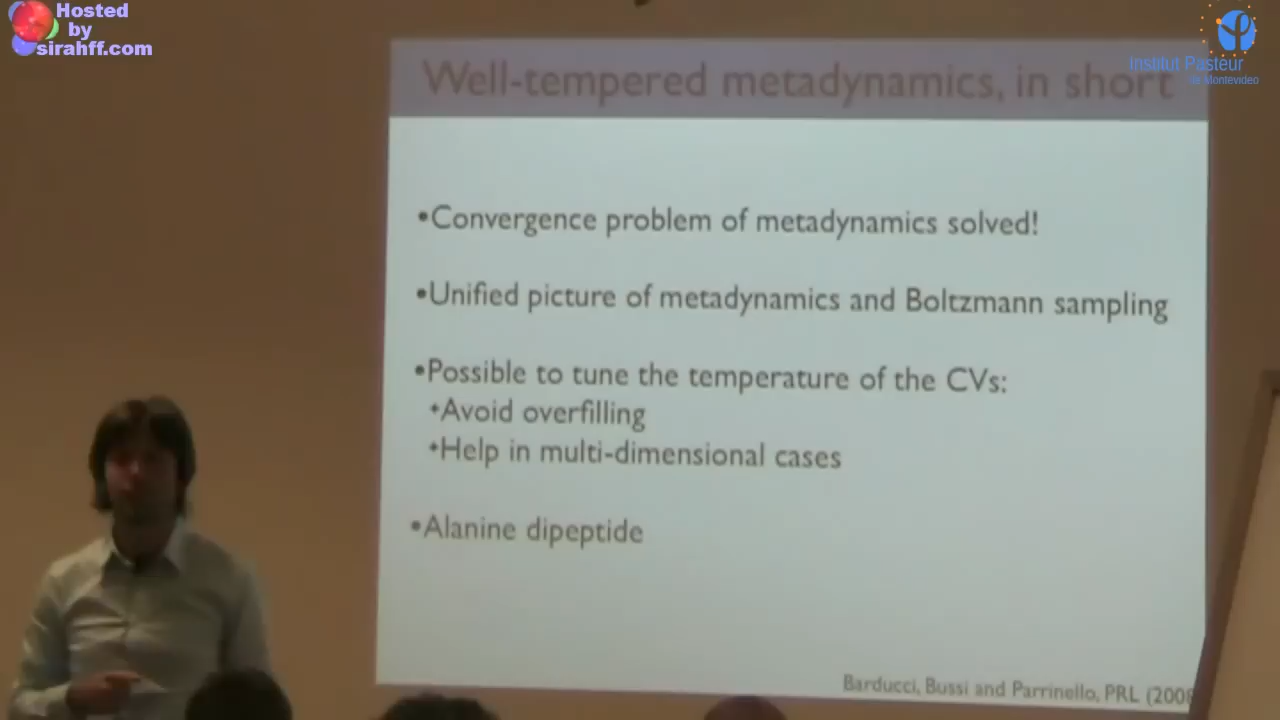 Hosted
by
sirahff.com
Institut Pasteur
de Montevideo
Well-tempered metadynamics, in short
•Convergence problem of metadynamics solved!
•Unified picture of metadynamics and Boltzmann sampling
•Possible to tune the temperature of the CVs:
•Avoid overfilling
•Help in multi-dimensional cases
•Alanine dipeptide
Barducci, Bussi and Parrinello, PRL (2008